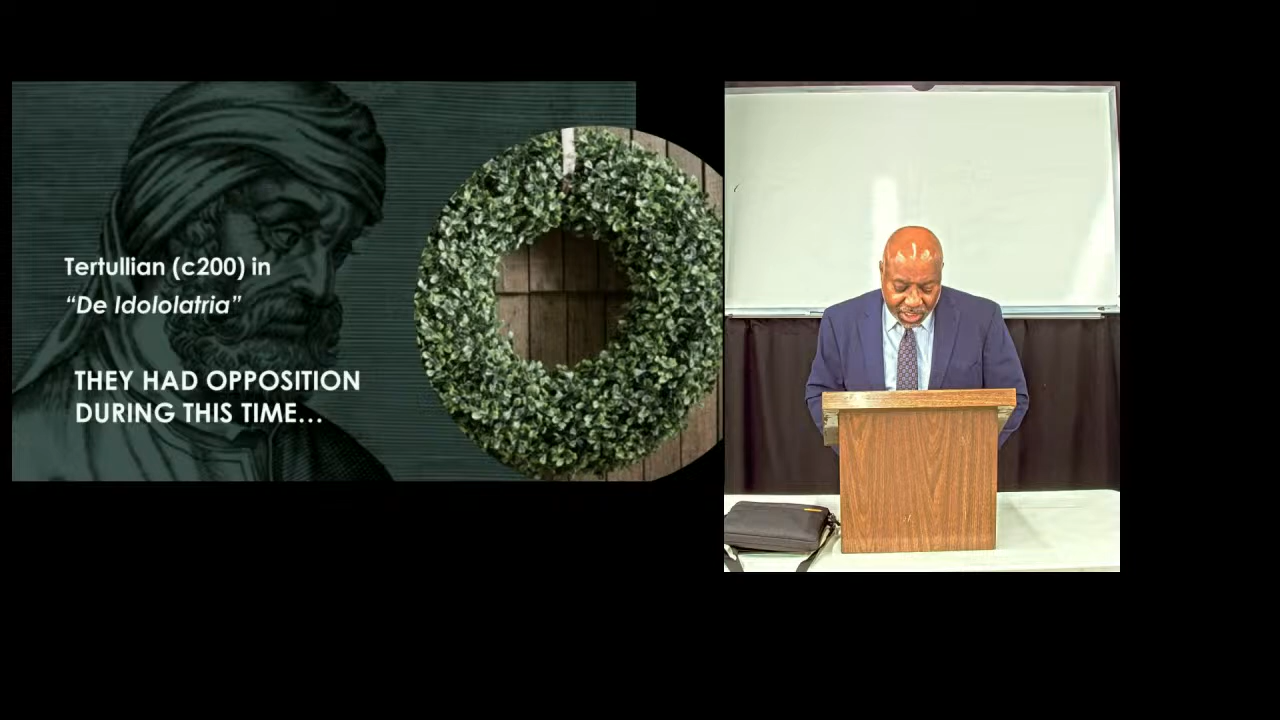 Tertullian (c200) in
“De Idololatria”
THEY HAD OPPOSITION
DURING THIS TIME…